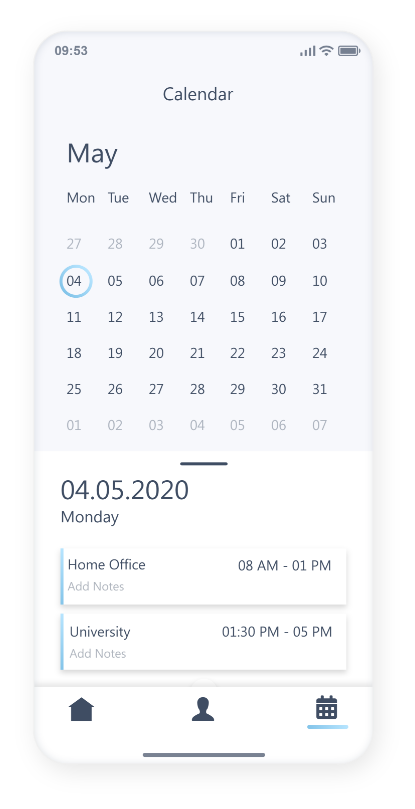 09:53
Calendar
May
Mon Tue Wed Thu Fri Sat Sun
27 28 29 30 01 02 03
04 05 06 07 08 09 10
11 12 13 14 15 16 17
18 19 20 21 22 23 24
25 26 27 28 29 30 31
01 02 03 04 05 06 07
04.05.2020
Monday
Home Office 08 AM - 01 PM
Add Notes
University 01:30 PM - 05 PM
Add Notes